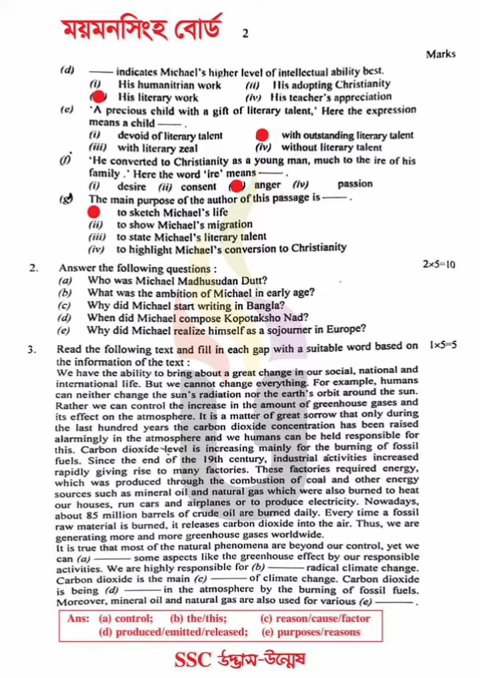 ময়মনসিংহ বোর্ড
2
Marks
(d) ——— indicates Michael's higher level of intellectual ability best.
(i) His humanitrian work (ii) His adopting Christianity
His literary work (iv) His teacher's appreciation
(e) 'A precious child with a gift of literary talent,' Here the expression
means a child ———.
(i) devoid of literary talent with outstanding literary talent
(iii) with literary zeal (iv) without literary talent
(f) 'He converted to Christianity as a young man, much to the ire of his
family .' Here the word 'ire' means ———.
(i) desire (ii) consent anger (iv) passion
(g) The main purpose of the author of this passage is ———.
to sketch Michael's life
(ii) to show Michael's migration
(iii) to state Michael's literary talent
(iv) to highlight Michael's conversion to Christianity
2. Answer the following questions : 2×5=10
(a) Who was Michael Madhusudan Dutt?
(b) What was the ambition of Michael in early age?
(c) Why did Michael start writing in Bangla?
(d) When did Michael compose Kopotaksho Nad?
(e) Why did Michael realize himself as a sojourner in Europe?
3. Read the following text and fill in each gap with a suitable word based on 1×5=5
the information of the text :
We have the ability to bring about a great change in our social, national and
international life. But we cannot change everything. For example, humans
can neither change the sun's radiation nor the earth's orbit around the sun.
Rather we can control the increase in the amount of greenhouse gases and
its effect on the atmosphere. It is a matter of great sorrow that only during
the last hundred years the carbon dioxide concentration has been raised
alarmingly in the atmosphere and we humans can be held responsible for
this. Carbon dioxide level is increasing mainly for the burning of fossil
fuels. Since the end of the 19th century, industrial activities increased
rapidly giving rise to many factories. These factories required energy,
which was produced through the combustion of coal and other energy
sources such as mineral oil and natural gas which were also burned to heat
our houses, run cars and airplanes or to produce electricity. Nowadays,
about 85 million barrels of crude oil are burned daily. Every time a fossil
raw material is burned, it releases carbon dioxide into the air. Thus, we are
generating more and more greenhouse gases worldwide.
It is true that most of the natural phenomena are beyond our control, yet we
can (a) ——— some aspects like the greenhouse effect by our responsible
activities. We are highly responsible for (b) ——— radical climate change.
Carbon dioxide is the main (c) ——— of climate change. Carbon dioxide
is being (d) ——— in the atmosphere by the burning of fossil fuels.
Moreover, mineral oil and natural gas are also used for various (e) ———.
Ans: (a) control; (b) the/this; (c) reason/cause/factor
(d) produced/emitted/released; (e) purposes/reasons
SSC উদ্ভাস-উন্মেষ